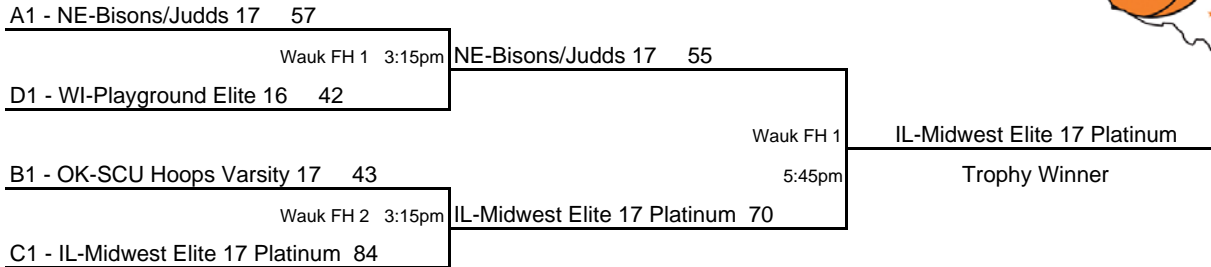 A1 - NE-Bisons/Judds 17 57
Wauk FH 1 3:15pm
NE-Bisons/Judds 17 55
D1 - WI-Playground Elite 16 42
Wauk FH 1
IL-Midwest Elite 17 Platinum
B1 - OK-SCU Hoops Varsity 17 43
5:45pm
Trophy Winner
Wauk FH 2 3:15pm
IL-Midwest Elite 17 Platinum 70
C1 - IL-Midwest Elite 17 Platinum 84